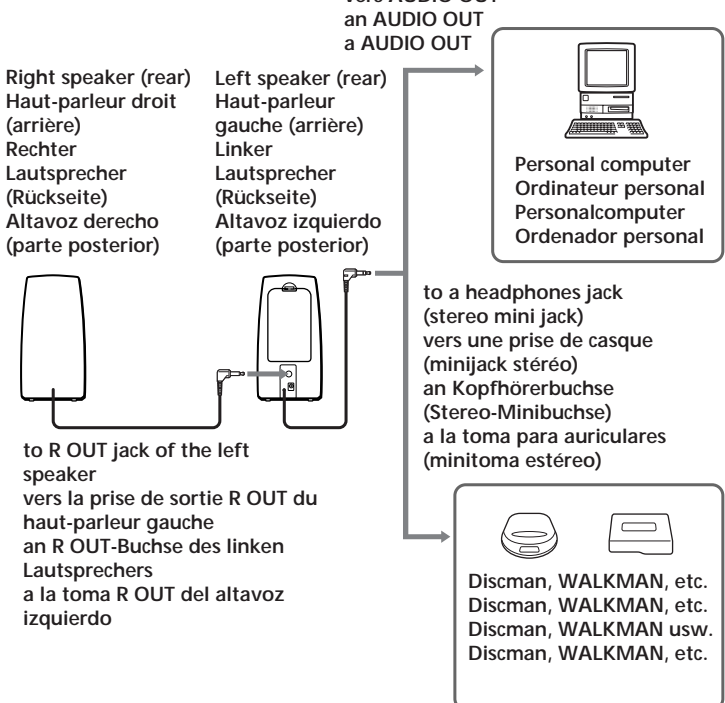 vers AUDIO OUT
an AUDIO OUT
a AUDIO OUT
Right speaker (rear)
Haut-parleur droit
(arrière)
Rechter
Lautsprecher
(Rückseite)
Altavoz derecho
(parte posterior)
Left speaker (rear)
Haut-parleur
gauche (arrière)
Linker
Lautsprecher
(Rückseite)
Altavoz izquierdo
(parte posterior)
Personal computer
Ordinateur personal
Personalcomputer
Ordenador personal
to a headphones jack
(stereo mini jack)
vers une prise de casque
(minijack stéréo)
an Kopfhörerbuchse
(Stereo-Minibuchse)
a la toma para auriculares
(minitoma estéreo)
to R OUT jack of the left
speaker
vers la prise de sortie R OUT du
haut-parleur gauche
an R OUT-Buchse des linken
Lautsprechers
a la toma R OUT del altavoz
izquierdo
Discman, WALKMAN, etc.
Discman, WALKMAN, etc.
Discman, WALKMAN usw.
Discman, WALKMAN, etc.